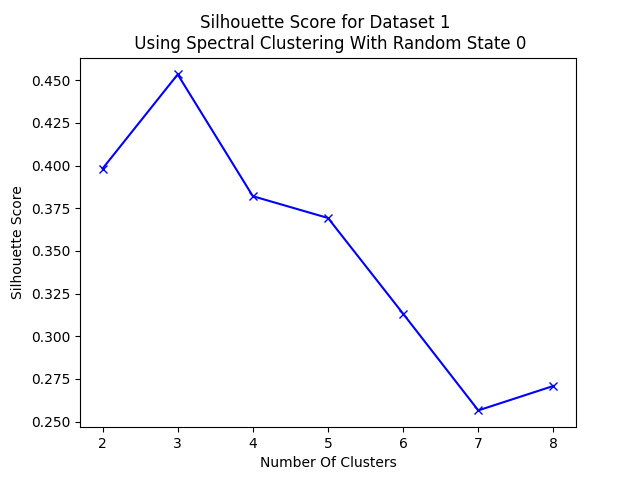 Silhouette Score for Dataset 1
Using Spectral Clustering With Random State 0
0.450
0.425
0.400
0.375
0.350
0.325
0.300
0.275
0.250
Silhouette Score
2 3 4 5 6 7 8
Number Of Clusters